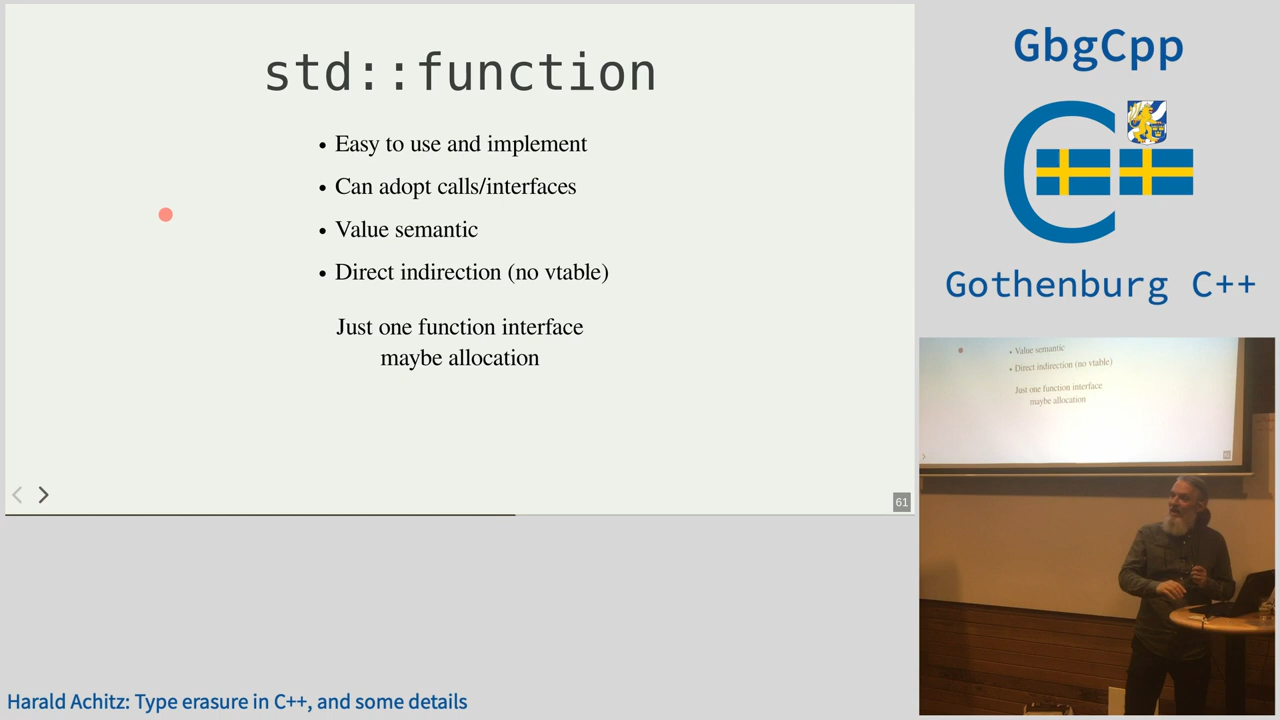 std::function
• Easy to use and implement
• Can adopt calls/interfaces
• Value semantic
• Direct indirection (no vtable)
Just one function interface
maybe allocation
61
GbgCpp
C
Gothenburg C++
• Value semantic
• Direct indirection (no vtable)
Just one function interface
maybe allocation
Harald Achitz: Type erasure in C++, and some details